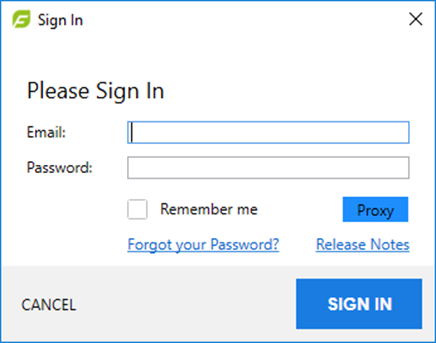 Sign In
Please Sign In
Email:
Password:
Remember me
Proxy
Forgot your Password?
Release Notes
CANCEL
SIGN IN